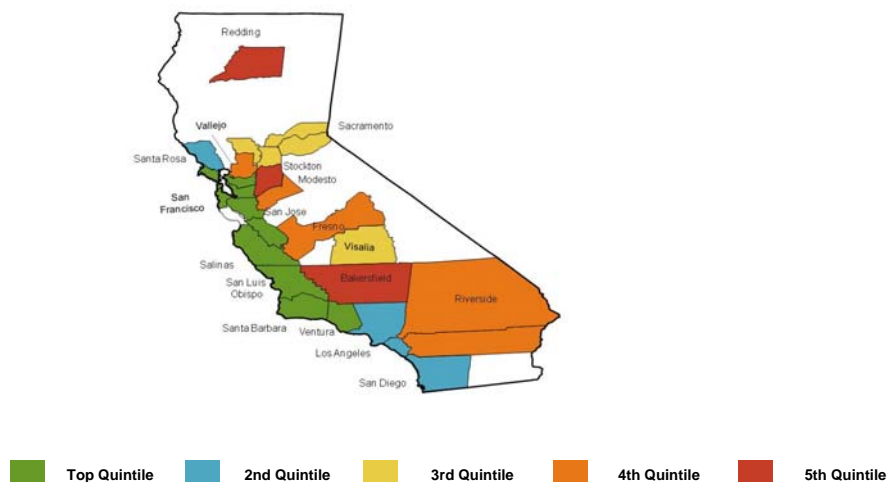 Redding
Vallejo
Sacramento
Santa Rosa
Stockton
Modesto
San
Francisco
San Jose
Fresno
Visalia
Salinas
Bakersfield
San Luis
Obispo
Riverside
Santa Barbara
Ventura
Los Angeles
San Diego
Top Quintile 2nd Quintile 3rd Quintile 4th Quintile 5th Quintile